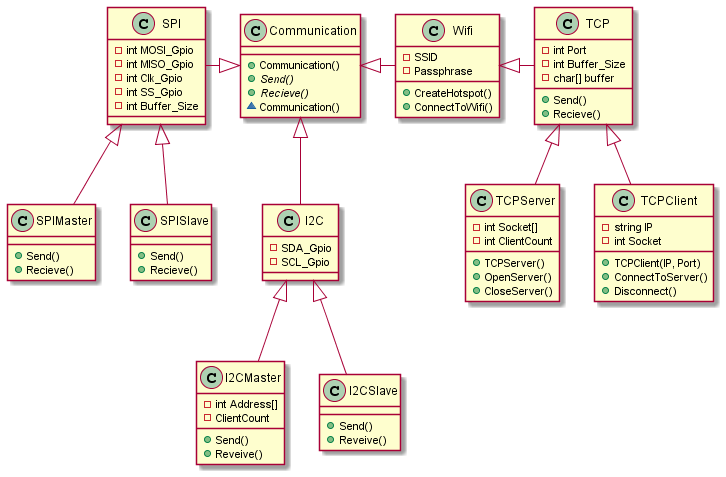 C SPI
int MOSI_Gpio
int MISO_Gpio
int Clk_Gpio
int SS_Gpio
int Buffer_Size
C Communication
Communication()
Send()
Recieve()
Communication()
C Wifi
SSID
Passphrase
CreateHotspot()
ConnectToWifi()
C TCP
int Port
int Buffer_Size
char[] buffer
Send()
Recieve()
C SPIMaster
Send()
Recieve()
C SPISlave
Send()
Recieve()
C I2C
SDA_Gpio
SCL_Gpio
C TCPServer
int Socket[]
int ClientCount
TCPServer()
OpenServer()
CloseServer()
C TCPClient
string IP
int Socket
TCPClient(IP, Port)
ConnectToServer()
Disconnect()
C I2CMaster
int Address[]
ClientCount
Send()
Reveive()
C I2CSlave
Send()
Reveive()